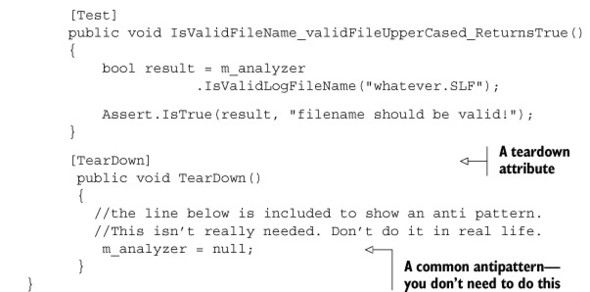 [Test]
public void IsValidFileName_validFileUpperCased_ReturnsTrue()
{
bool result = m_analyzer
.IsValidLogFileName("whatever.SLF");
Assert.IsTrue(result, "filename should be valid!");
}
A teardown
attribute
[TearDown]
public void TearDown()
{
//the line below is included to show an anti pattern.
//This isn't really needed. Don't do it in real life.
m_analyzer = null;
}
A common antipattern—
you don't need to do this
}